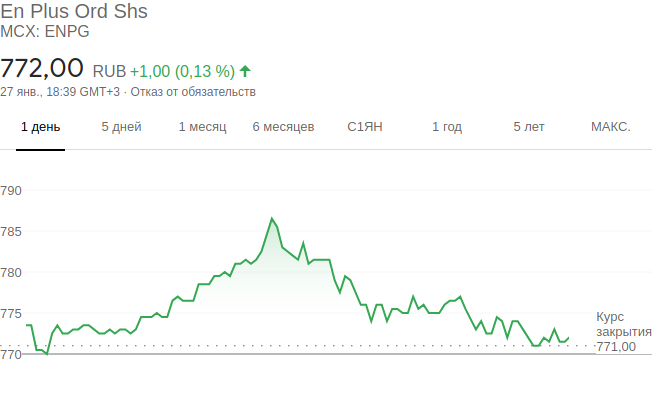 En Plus Ord Shs
MCX: ENPG
772,00 RUB +1,00 (0,13 %)
27 янв., 18:39 GMT+3 · Отказ от обязательств
1 день 5 дней 1 месяц 6 месяцев С1ЯН 1 год 5 лет МАКС.
790
785
780
775
770
Курс
закрытия
771,00